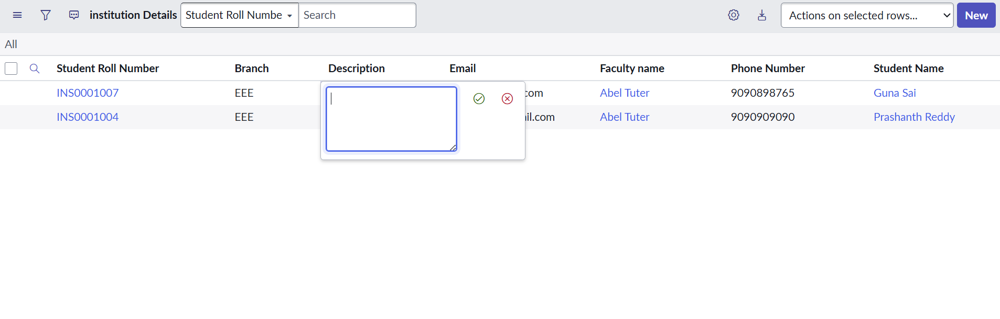 institution Details Student Roll Numbe Search Actions on selected rows... New
All
Student Roll Number Branch Description Email Faculty name Phone Number Student Name
INS0001007 EEE com Abel Tuter 9090898765 Guna Sai
INS0001004 EEE il.com Abel Tuter 9090909090 Prashanth Reddy